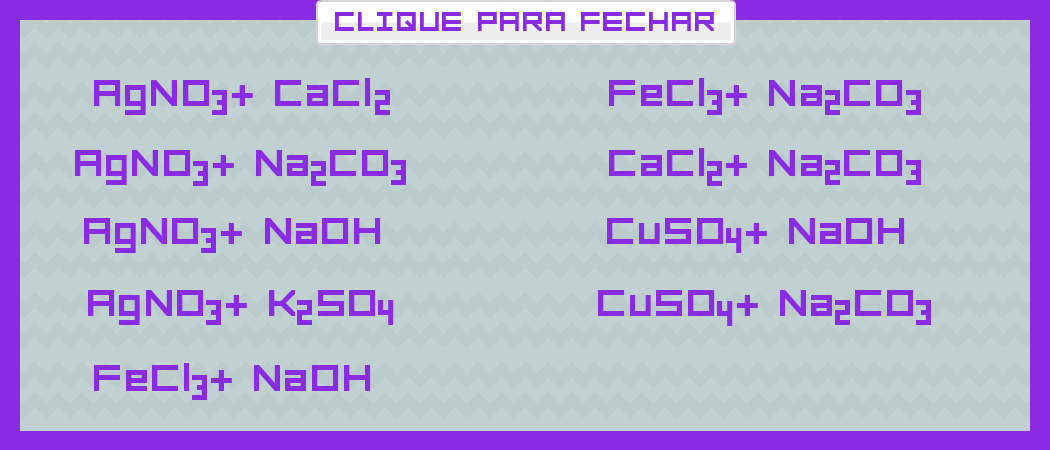 CLIQUE PARA FECHAR
AgNO₃+ CaCl₂
AgNO₃+ Na₂CO₃
AgNO₃+ NaOH
AgNO₃+ K₂SO₄
FeCl₃+ NaOH
FeCl₃+ Na₂CO₃
CaCl₂+ Na₂CO₃
CuSO₄+ NaOH
CuSO₄+ Na₂CO₃